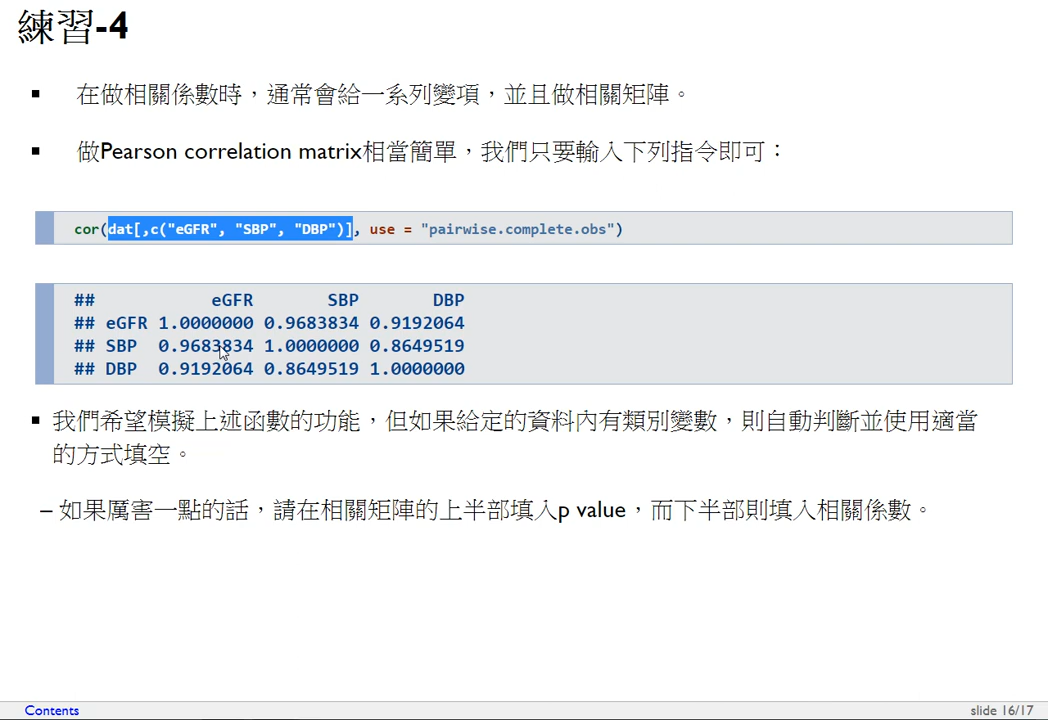 練習-4
▪ 在做相關係數時，通常會給一系列變項，並且做相關矩陣。
▪ 做Pearson correlation matrix相當簡單，我們只要輸入下列指令即可：
cor(dat[,c("eGFR", "SBP", "DBP")], use = "pairwise.complete.obs")
## eGFR SBP DBP
## eGFR 1.0000000 0.9683834 0.9192064
## SBP 0.9683834 1.0000000 0.8649519
## DBP 0.9192064 0.8649519 1.0000000
▪ 我們希望模擬上述函數的功能，但如果給定的資料內有類別變數，則自動判斷並使用適當
的方式填空。
– 如果厲害一點的話，請在相關矩陣的上半部填入p value，而下半部則填入相關係數。
Contents
slide 16/17